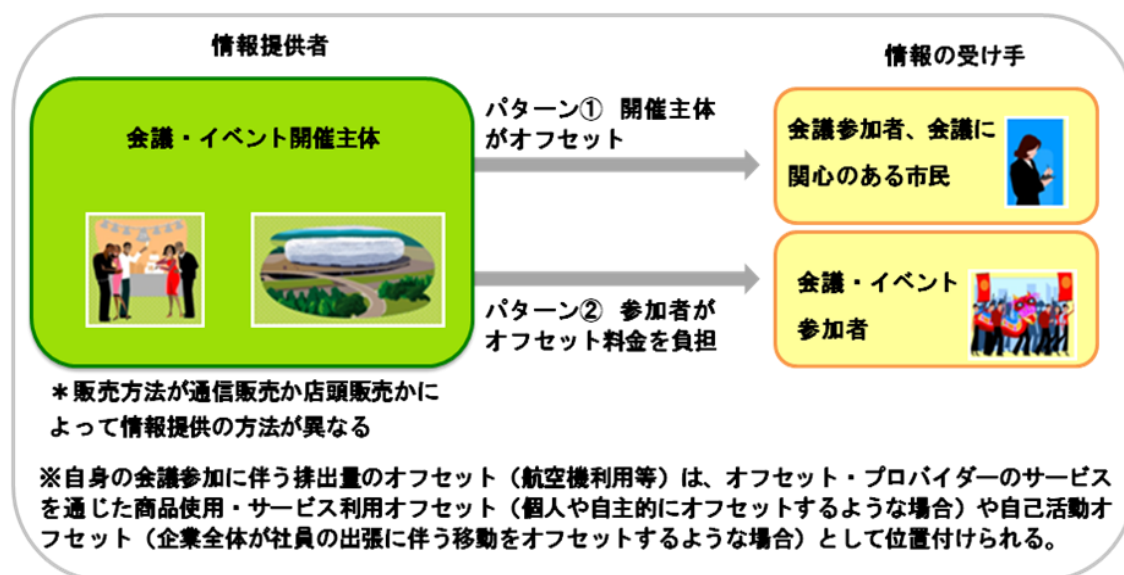 情報提供者
会議・イベント開催主体
パターン① 開催主体
がオフセット
パターン② 参加者が
オフセット料金を負担
情報の受け手
会議参加者、会議に
関心のある市民
会議・イベント
参加者
＊販売方法が通信販売か店頭販売かに
よって情報提供の方法が異なる
※自身の会議参加に伴う排出量のオフセット（航空機利用等）は、オフセット・プロバイダーのサービス
を通じた商品使用・サービス利用オフセット（個人や自主的にオフセットするような場合）や自己活動オ
フセット（企業全体が社員の出張に伴う移動をオフセットするような場合）として位置付けられる。